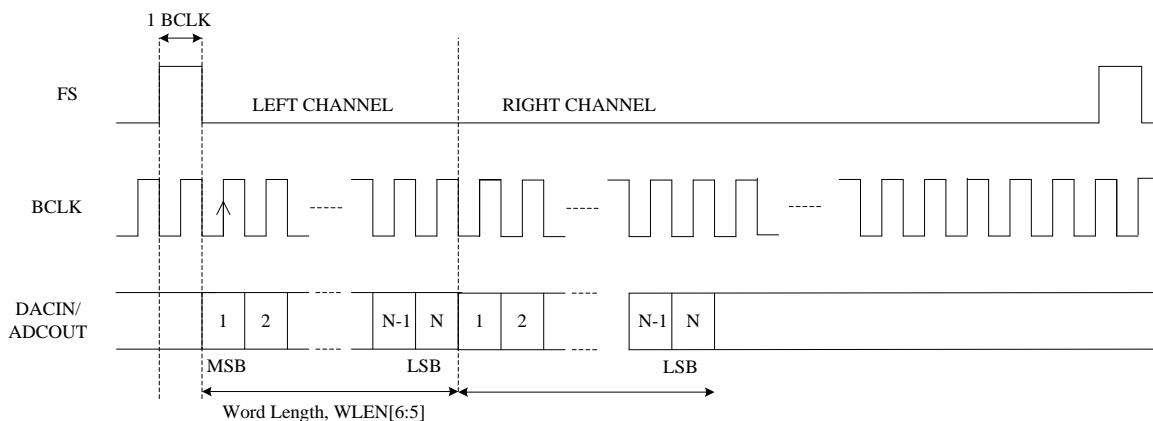 1 BCLK
FS
LEFT CHANNEL
RIGHT CHANNEL
BCLK
DACIN/
ADCOUT
1
2
N-1
N
1
2
N-1
N
MSB
LSB
LSB
Word Length, WLEN[6:5]